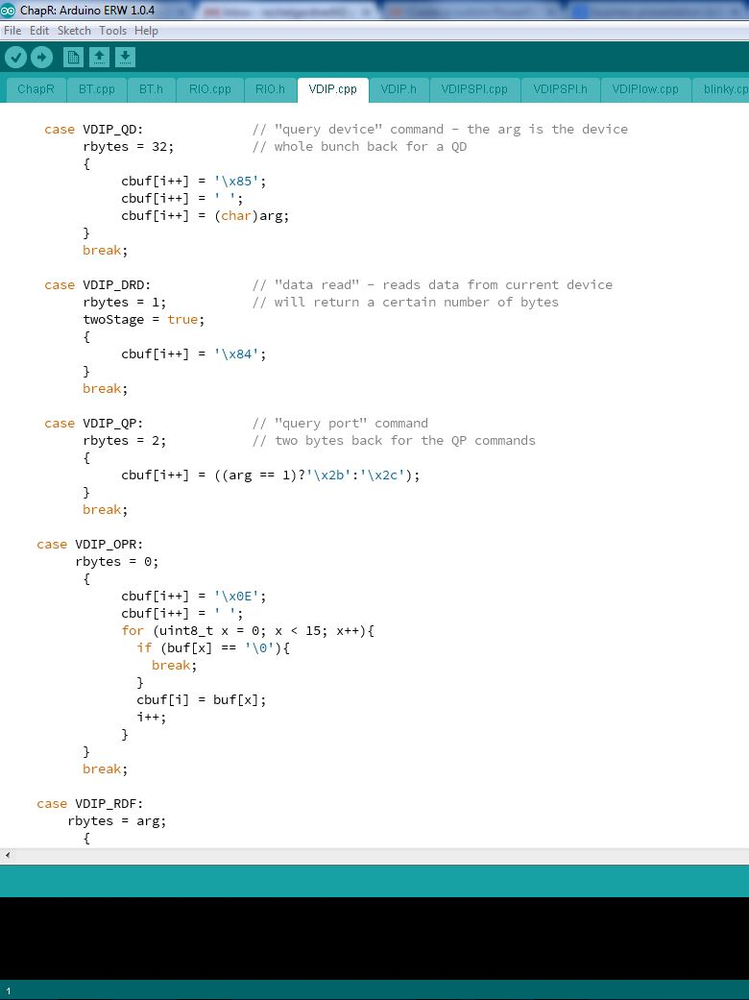 ChapR: Arduino ERW 1.0.4
File Edit Sketch Tools Help
ChapR BT.cpp BT.h RIO.cpp RIO.h VDIP.cpp VDIP.h VDIPSPI.cpp VDIPSPI.h VDIPlow.cpp blinky.cp
case VDIP_QD: // "query device" command - the arg is the device
rbytes = 32; // whole bunch back for a QD
{
cbuf[i++] = '\x85';
cbuf[i++] = ' ';
cbuf[i++] = (char)arg;
}
break;
case VDIP_DRD: // "data read" - reads data from current device
rbytes = 1; // will return a certain number of bytes
twoStage = true;
{
cbuf[i++] = '\x84';
}
break;
case VDIP_QP: // "query port" command
rbytes = 2; // two bytes back for the QP commands
{
cbuf[i++] = ((arg == 1)?'\x2b':'\x2c');
}
break;
case VDIP_OPR:
rbytes = 0;
{
cbuf[i++] = '\x0E';
cbuf[i++] = ' ';
for (uint8_t x = 0; x < 15; x++){
if (buf[x] == '\0'){
break;
}
cbuf[i] = buf[x];
i++;
}
}
break;
case VDIP_RDF:
rbytes = arg;
{
1